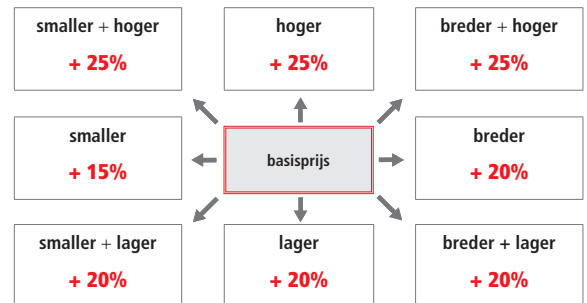 smaller + hoger
+ 25%
hoger
+ 25%
breder + hoger
+ 25%
smaller
+ 15%
basisprijs
breder
+ 20%
smaller + lager
+ 20%
lager
+ 20%
breder + lager
+ 20%